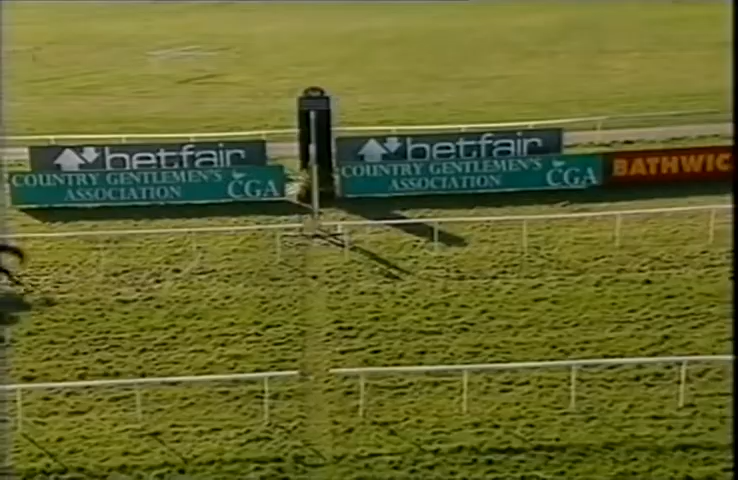 betfair
COUNTRY GENTLEMEN'S
ASSOCIATION
CGA
betfair
COUNTRY GENTLEMEN'S
ASSOCIATION
CGA
BATHWIC